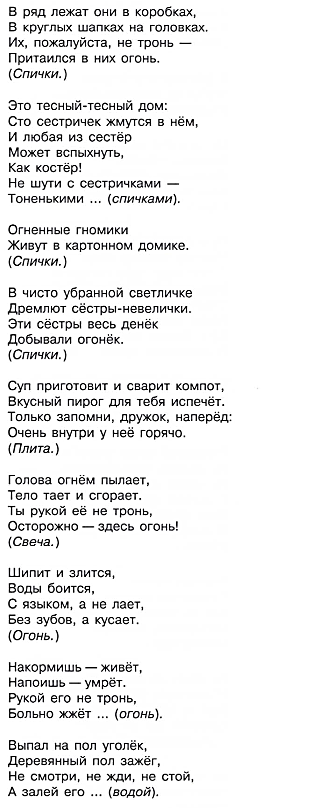 В ряд лежат они в коробках,
В круглых шапках на головках.
Их, пожалуйста, не тронь —
Притаился в них огонь.
(Спички.)
Это тесный-тесный дом:
Сто сестричек жмутся в нём,
И любая из сестёр
Может вспыхнуть,
Как костёр!
Не шути с сестричками —
Тоненькими ... (спичками).
Огненные гномики
Живут в картонном домике.
(Спички.)
В чисто убранной светличке
Дремлют сёстры-невелички.
Эти сёстры весь денёк
Добывали огонёк.
(Спички.)
Суп приготовит и сварит компот,
Вкусный пирог для тебя испечёт.
Только запомни, дружок, наперёд:
Очень внутри у неё горячо.
(Плита.)
Голова огнём пылает,
Тело тает и сгорает.
Ты рукой её не тронь,
Осторожно — здесь огонь!
(Свеча.)
Шипит и злится,
Воды боится,
С языком, а не лает,
Без зубов, а кусает.
(Огонь.)
Накормишь — живёт,
Напоишь — умрёт.
Рукой его не тронь,
Больно жжёт ... (огонь).
Выпал на пол уголёк,
Деревянный пол зажёг,
Не смотри, не жди, не стой,
А залей его ... (водой).